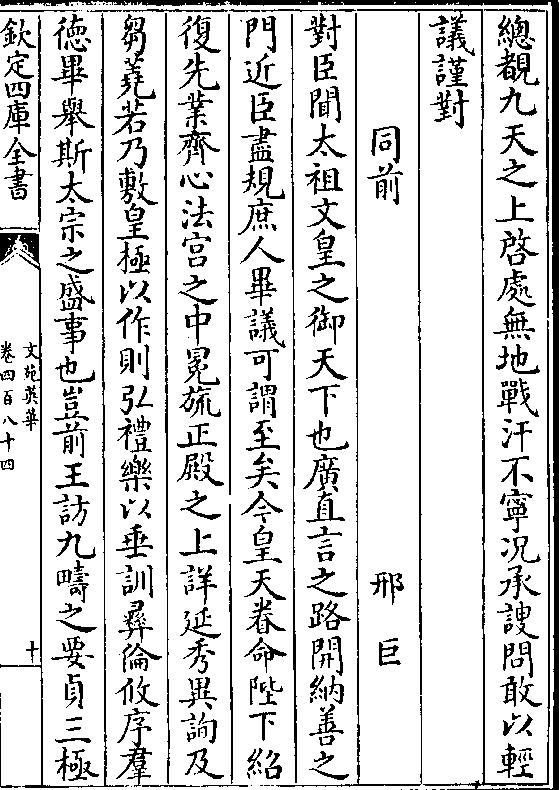 總覩九天之上啓處無地戰汗不寧況承諛問敢以輕
議謹對
同前 邢巨
對臣聞太祖文皇之御天下也廣直言之路開納善之
門近臣盡規庶人畢議可謂至矣今皇天眷命陛下紹
復先業齊心法宮之中冕旒正殿之上詳延秀異詢及
芻蕘若乃敷皇極以作則弘禮樂以垂訓彞倫攸序羣
徳畢舉斯太宗之盛事也豈前王訪九疇之要貞三極
欽定四庫全書
文苑英華
卷四百八十四
十